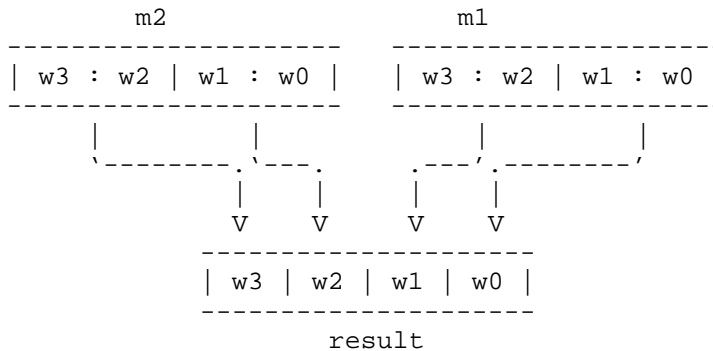 m2 m1
--------------------- --------------------
| w3 : w2 | w1 : w0 | | w3 : w2 | w1 : w0
--------------------- --------------------
| | | |
‘--------.‘---. .---’.--------’
| | | |
V V V V
---------------------
| w3 | w2 | w1 | w0 |
---------------------
result